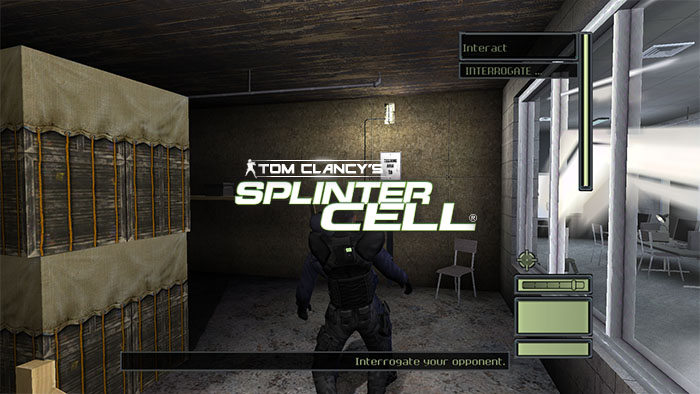 Interact
INTERROGATE ...
TOM CLANCY'S
SPLINTER
CELL®
Interrogate your opponent.